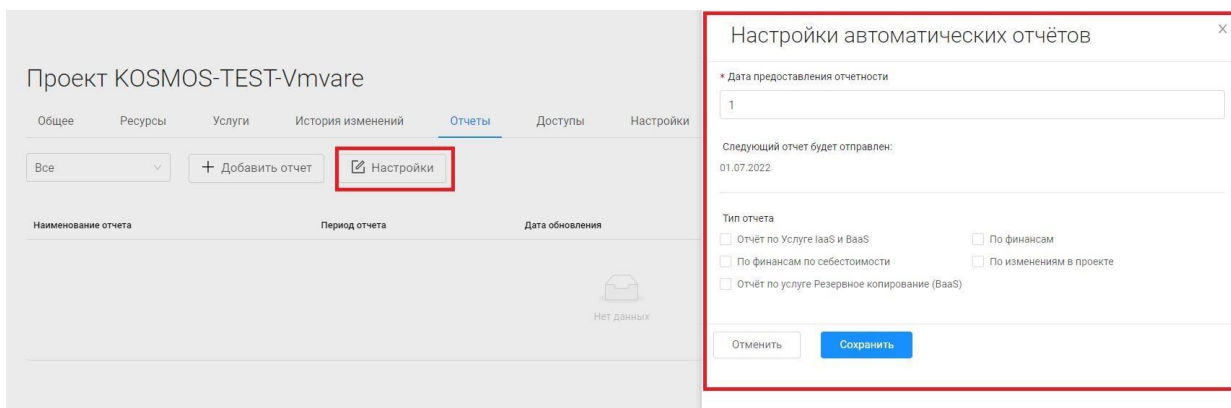 Проект KOSMOS-TEST-Vmvare
Общее Ресурсы Услуги История изменений Отчеты Доступы Настройки
Все + Добавить отчет Настройки
Наименование отчета Период отчета Дата обновления
Нет данных
Настройки автоматических отчётов
* Дата предоставления отчетности
1
Следующий отчет будет отправлен:
01.07.2022
Тип отчета
Отчёт по Услуге IaaS и BaaS По финансам
По финансам по себестоимости По изменениям в проекте
Отчёт по услуге Резервное копирование (BaaS)
Отменить Сохранить